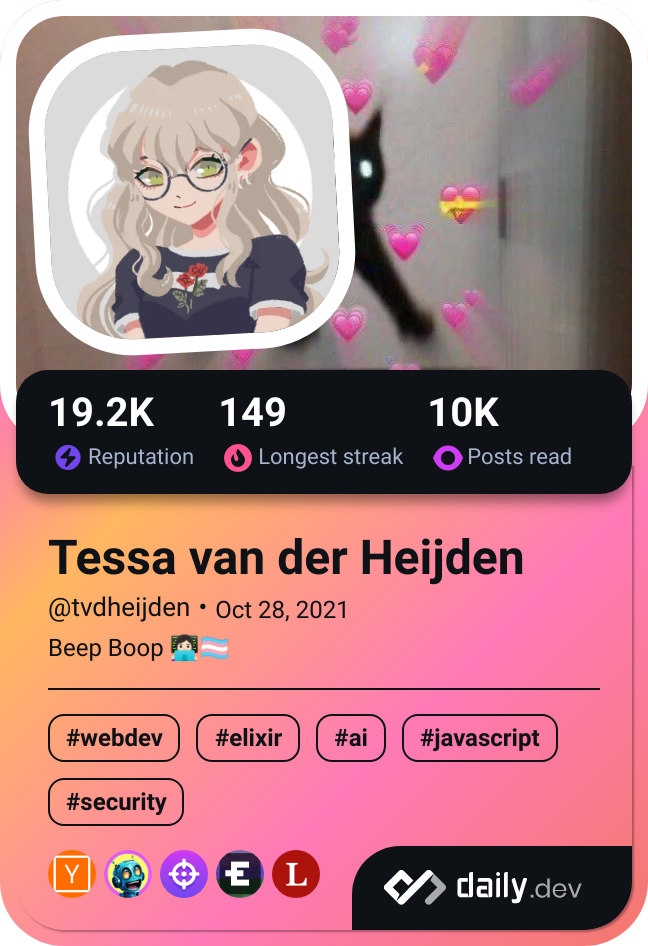 19.2K 149 10K
Reputation Longest streak Posts read
Tessa van der Heijden
@tvdheijden • Oct 28, 2021
Beep Boop 👩🏻‍💻🏳️‍⚧️
#webdev #elixir #ai #javascript
#security
Y E L
daily.dev